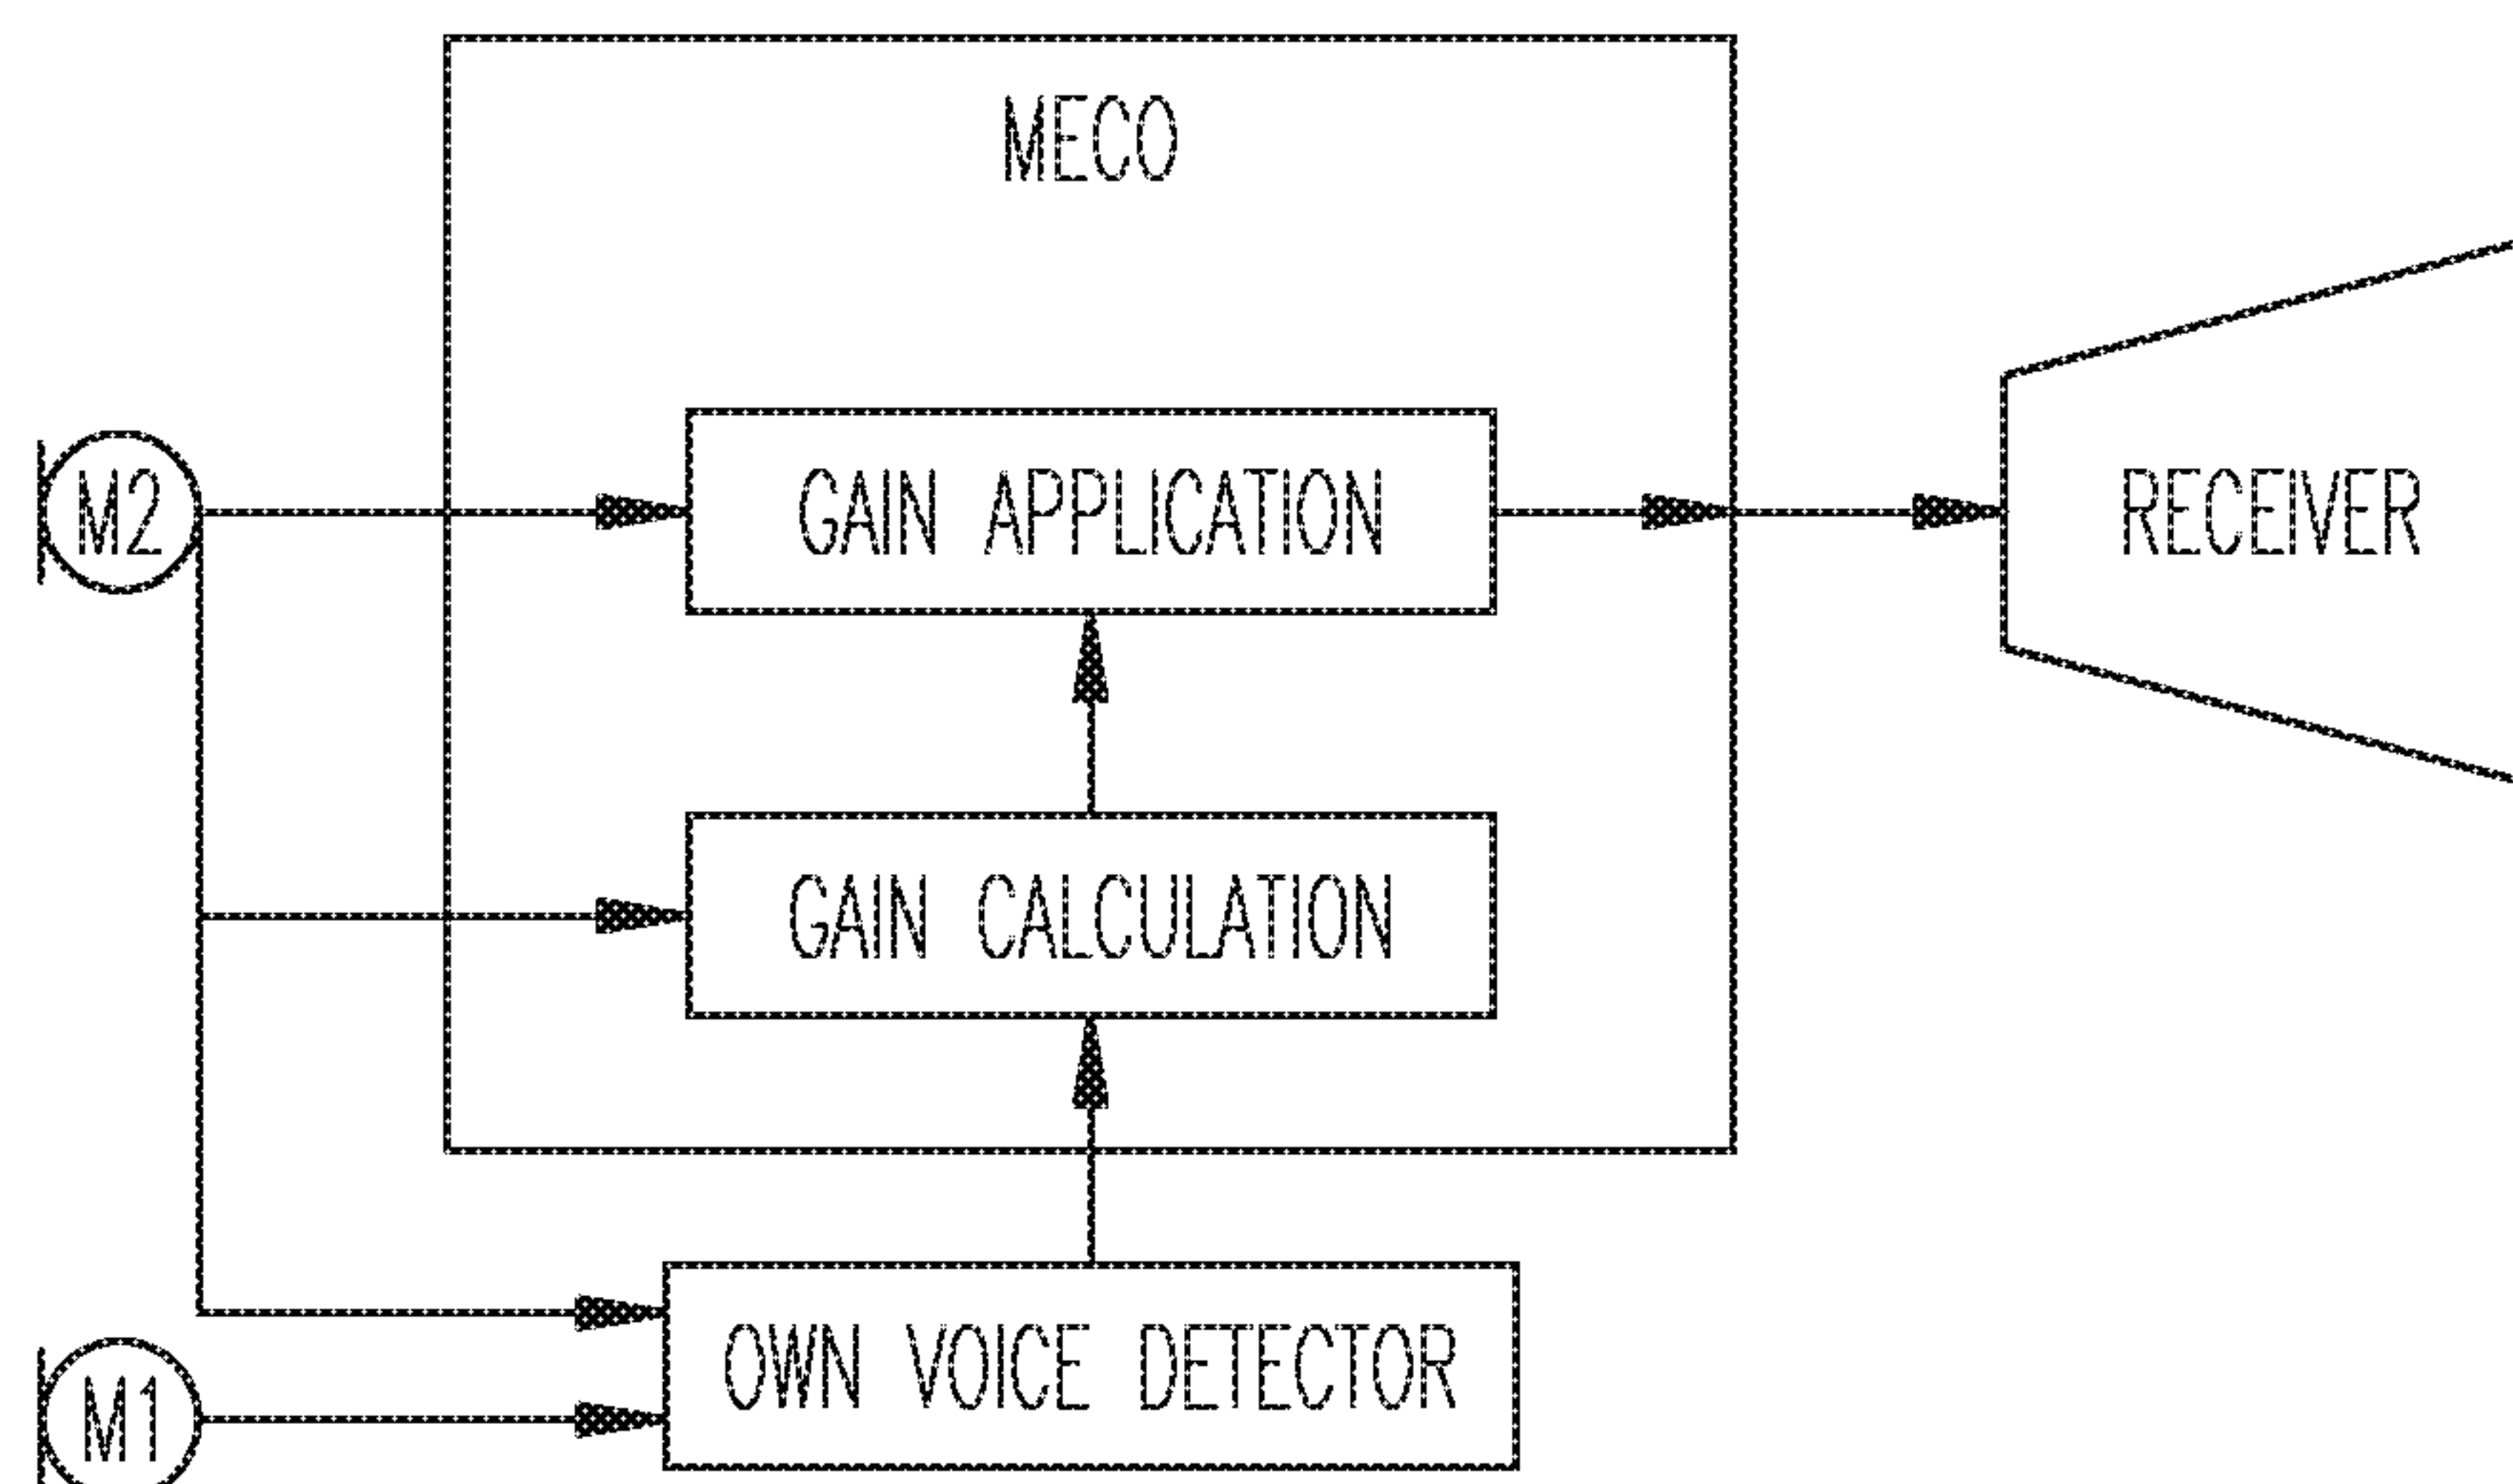 MECO
M2
GAIN APPLICATION
RECEIVER
GAIN CALCULATION
OWN VOICE DETECTOR
M1